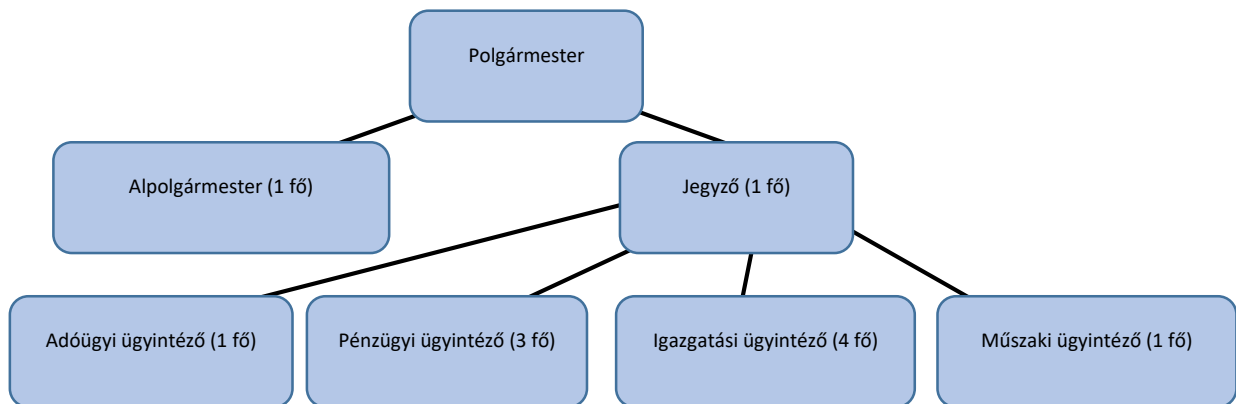 Polgármester
Alpolgármester (1 fő)
Jegyző (1 fő)
Adóügyi ügyintéző (1 fő)
Pénzügyi ügyintéző (3 fő)
Igazgatási ügyintéző (4 fő)
Műszaki ügyintéző (1 fő)